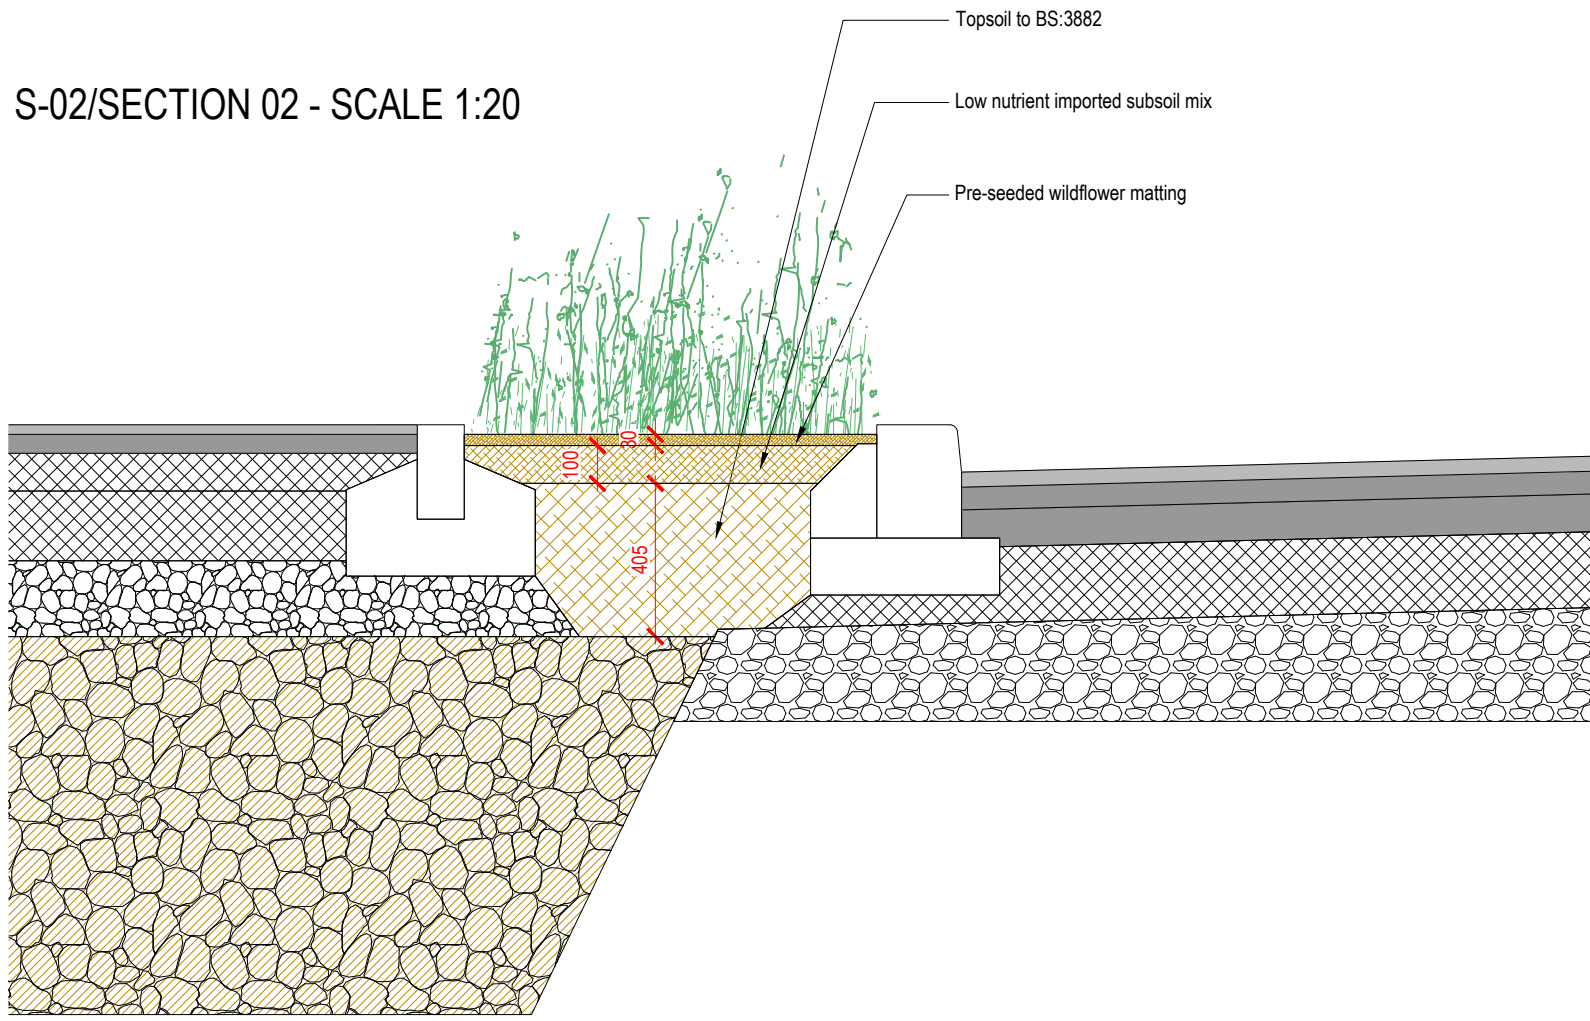 Topsoil to BS:3882
S-02/SECTION 02 - SCALE 1:20
Low nutrient imported subsoil mix
Pre-seeded wildflower matting
30
100
405